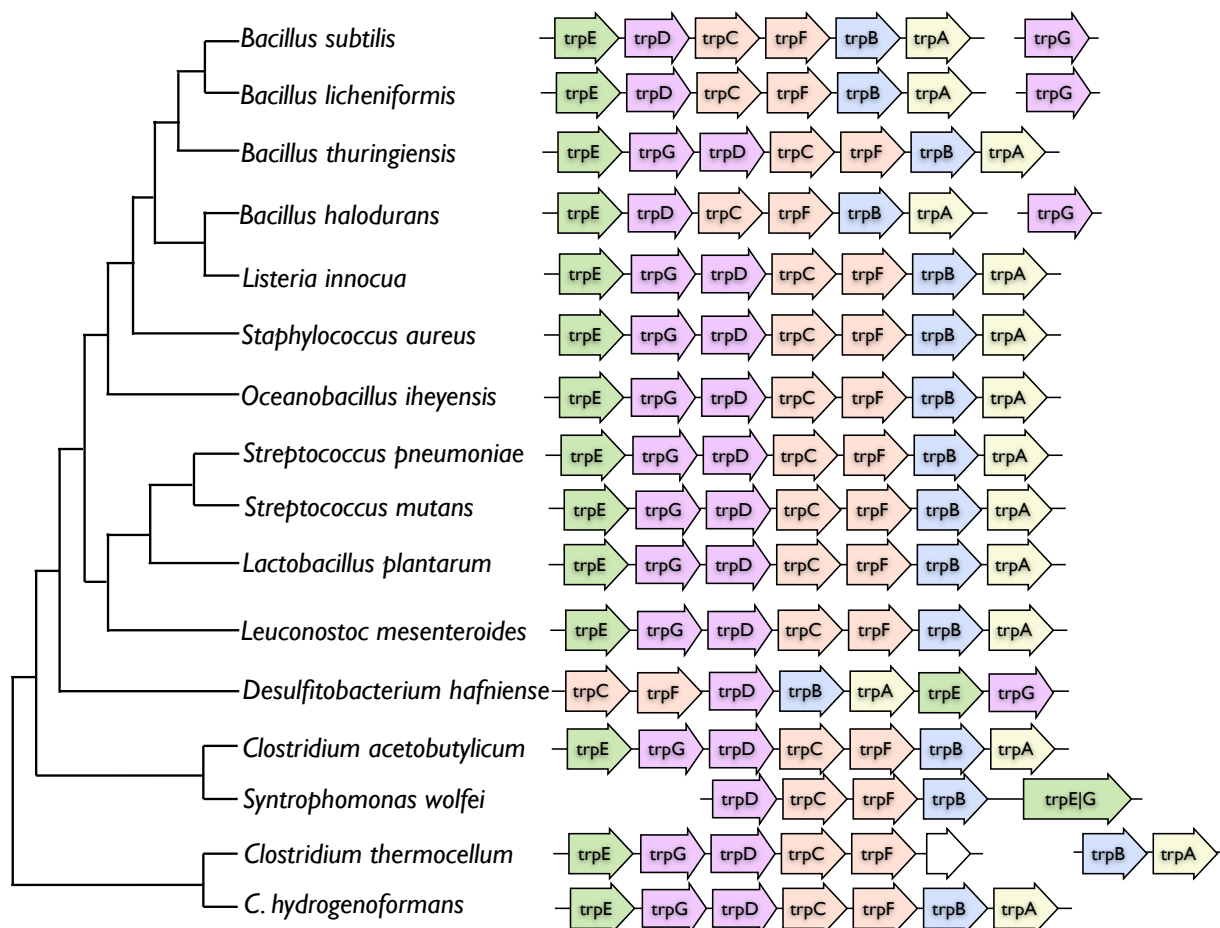 Bacillus subtilis trpE trpD trpC trpF trpB trpA trpG
Bacillus licheniformis trpE trpD trpC trpF trpB trpA trpG
Bacillus thuringiensis trpE trpG trpD trpC trpF trpB trpA
Bacillus halodurans trpE trpD trpC trpF trpB trpA trpG
Listeria innocua trpE trpG trpD trpC trpF trpB trpA
Staphylococcus aureus trpE trpG trpD trpC trpF trpB trpA
Oceanobacillus iheyensis trpE trpG trpD trpC trpF trpB trpA
Streptococcus pneumoniae trpE trpG trpD trpC trpF trpB trpA
Streptococcus mutans trpE trpG trpD trpC trpF trpB trpA
Lactobacillus plantarum trpE trpG trpD trpC trpF trpB trpA
Leuconostoc mesenteroides trpE trpG trpD trpC trpF trpB trpA
Desulfitobacterium hafniense trpC trpF trpD trpB trpA trpE trpG
Clostridium acetobutylicum trpE trpG trpD trpC trpF trpB trpA
Syntrophomonas wolfei trpD trpC trpF trpB trpE|G
Clostridium thermocellum trpE trpG trpD trpC trpF trpB trpA
C. hydrogenoformans trpE trpG trpD trpC trpF trpB trpA